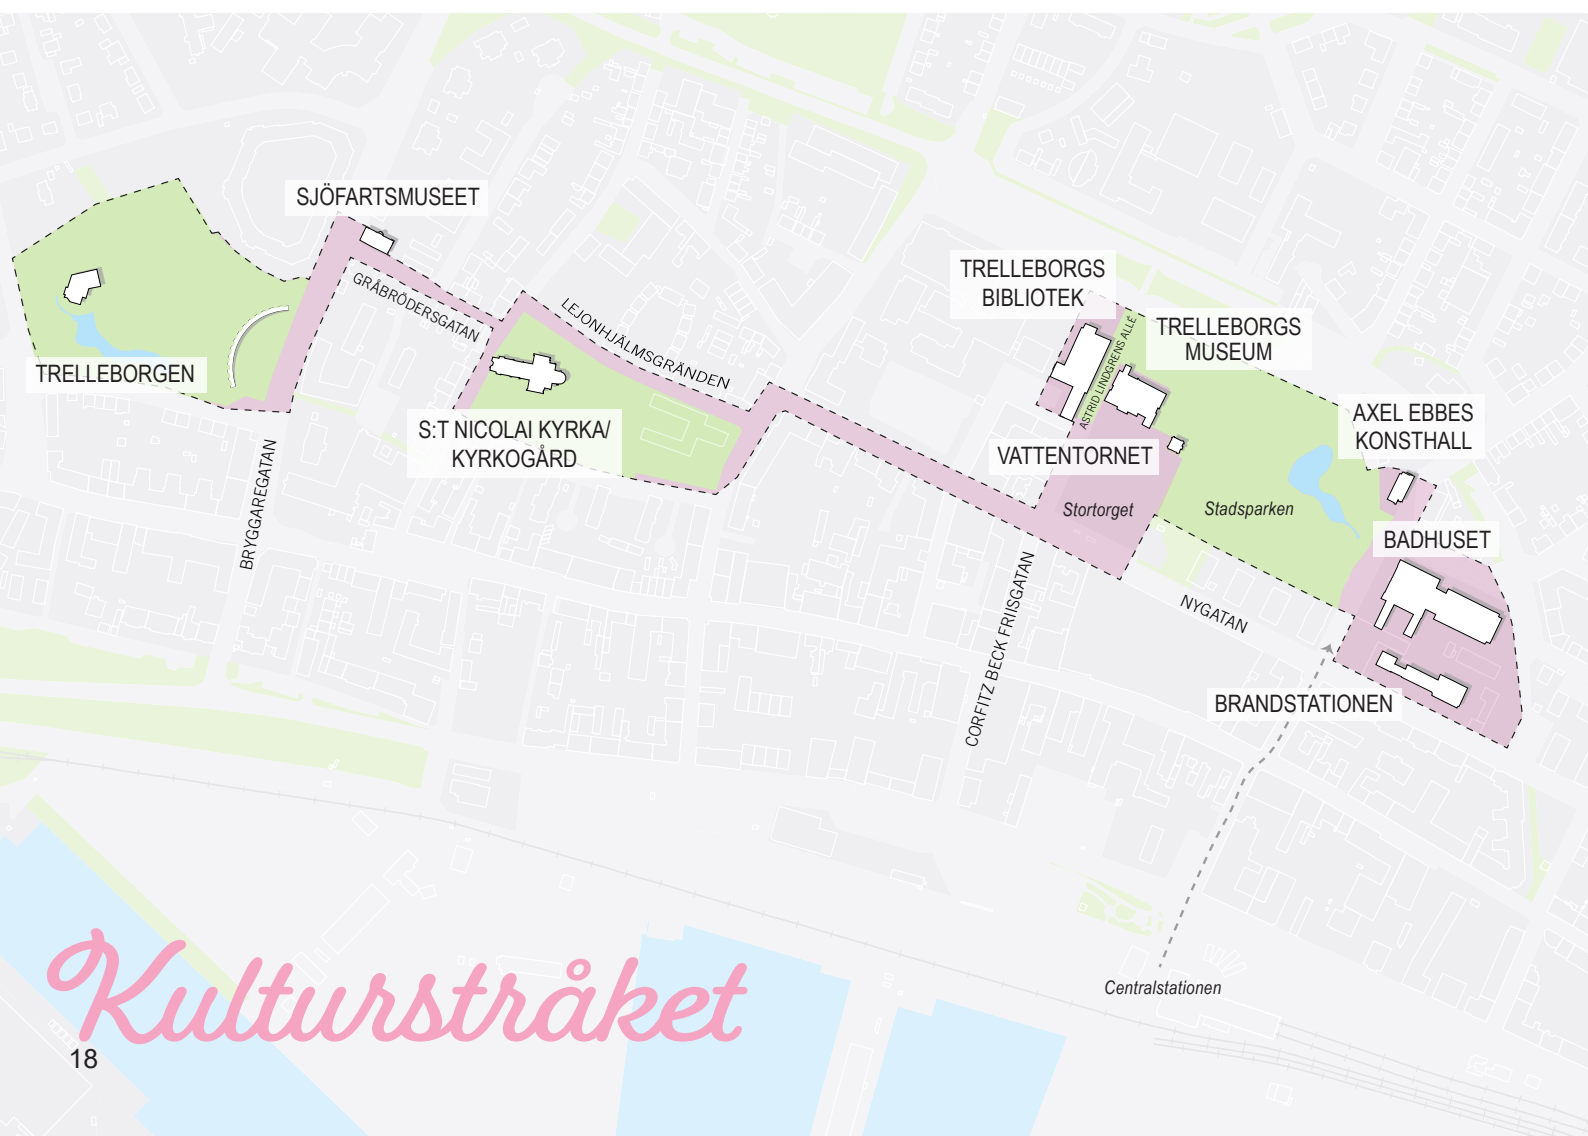 SJÖFARTSMUSEET
TRELLEBORGS
BIBLIOTEK
GRÅBRÖDERSGATAN
LEJONHJÄLMSGRÄNDEN
ASTRID LINDGRENS ALLÉ
TRELLEBORGS
MUSEUM
TRELLEBORGEN
S:T NICOLAI KYRKA/
KYRKOGÅRD
VATTENTORNET
AXEL EBBES
KONSTHALL
BRYGGAREGATAN
Stortorget
Stadsparken
BADHUSET
CORFITZ BECK FRIISGATAN
NYGATAN
BRANDSTATIONEN
Centralstationen
Kulturstråket
18